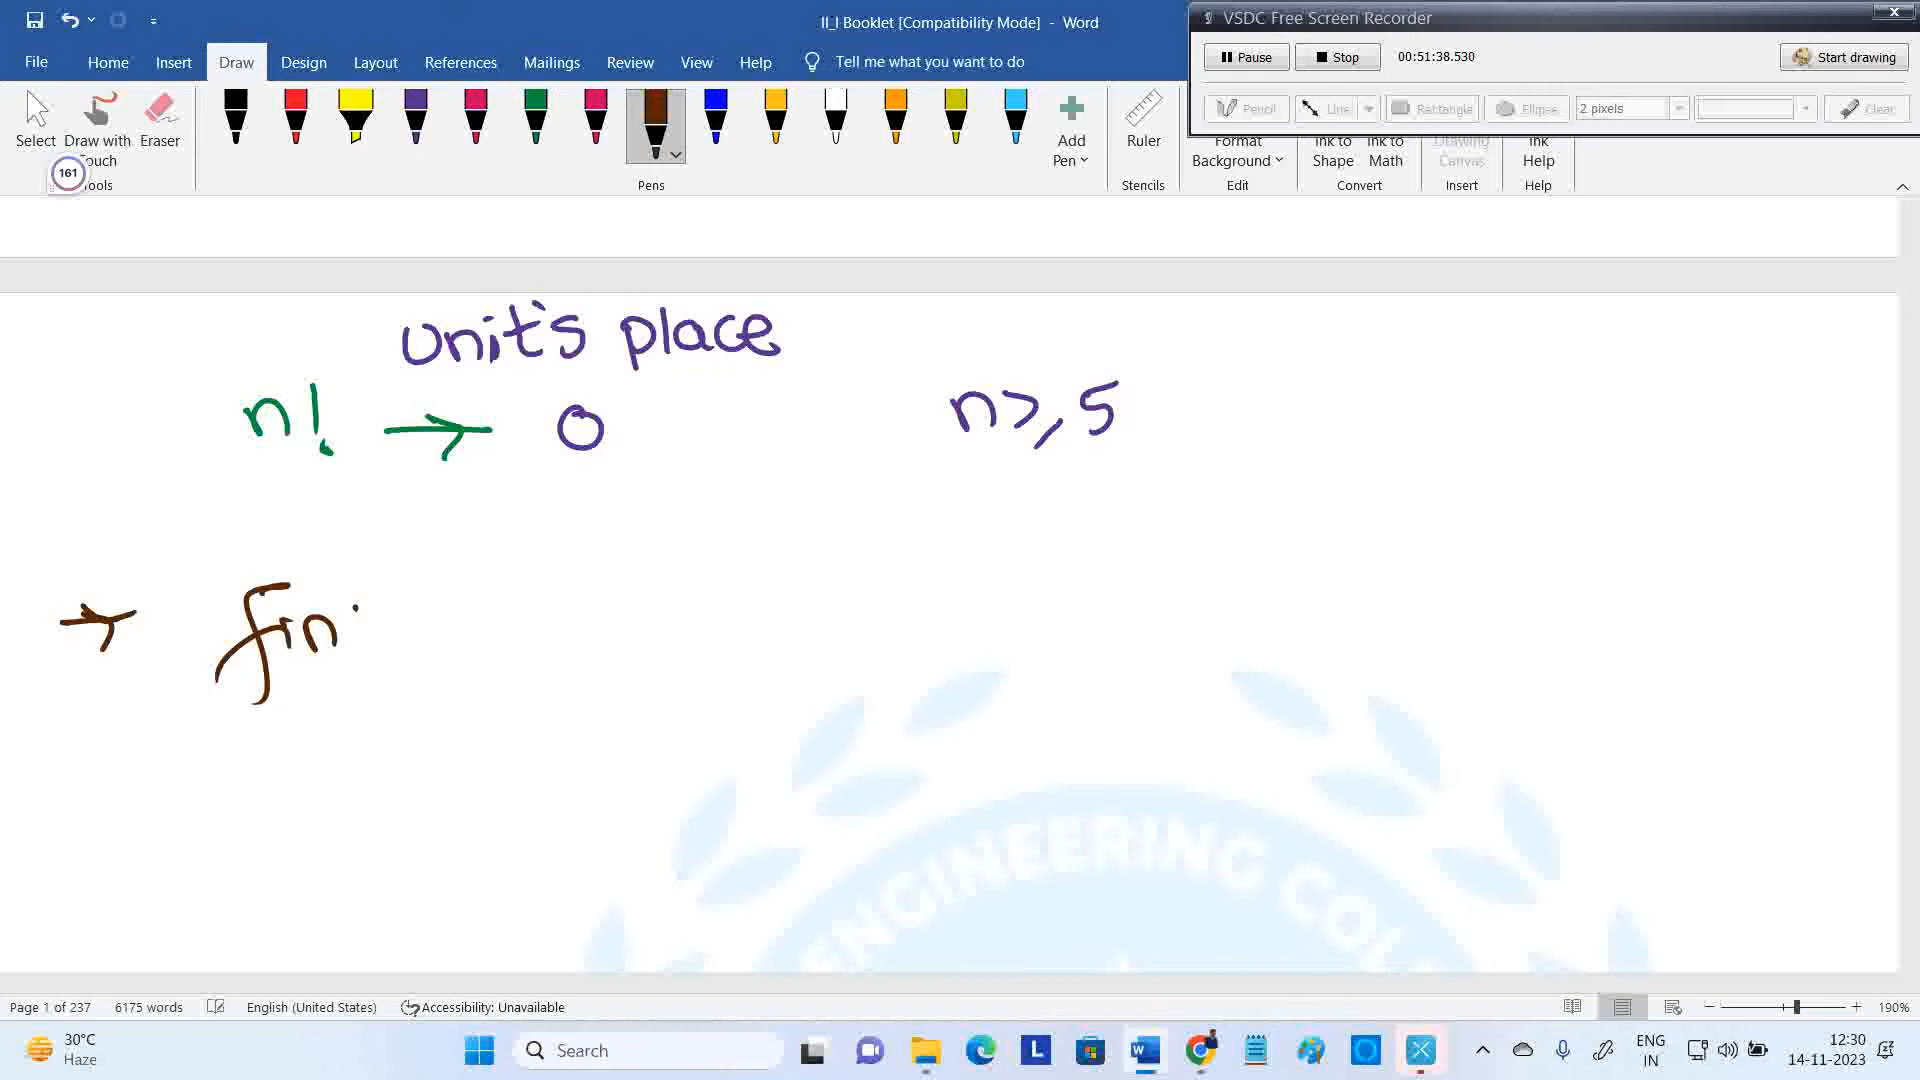 II_I Booklet [Compatibility Mode] - Word
VSDC Free Screen Recorder
File Home Insert Draw Design Layout References Mailings Review View Help Tell me what you want to do
Pause Stop 00:51:38.530 Start drawing
Pencil Line Rectangle Ellipse 2 pixels Clear
Select Draw with Touch Eraser Add Pen Ruler Format Background Ink to Shape Ink to Math Drawing Canvas Ink Help
161
Tools Pens Stencils Edit Convert Insert Help
unit's place
n! → 0 n ≥ 5
→ fin
ENGINEERING COL
Page 1 of 237 6175 words English (United States) Accessibility: Unavailable 190%
30°C
Haze
Search
ENG
IN
12:30
14-11-2023